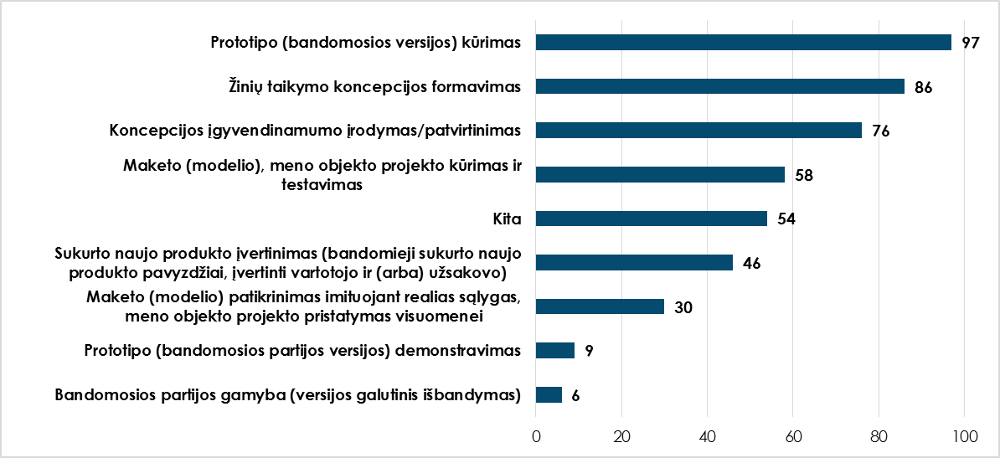 Prototipo (bandomosios versijos) kūrimas
97
Žinių taikymo koncepcijos formavimas
86
Koncepcijos įgyvendinamumo įrodymas/patvirtinimas
76
Maketo (modelio), meno objekto projekto kūrimas ir
testavimas
58
Kita
54
Sukurto naujo produkto įvertinimas (bandomieji sukurto naujo
produkto pavyzdžiai, įvertinti vartotojo ir (arba) užsakovo)
46
Maketo (modelio) patikrinimas imituojant realias sąlygas,
meno objekto projekto pristatymas visuomenei
30
Prototipo (bandomosios partijos versijos) demonstravimas
9
Bandomosios partijos gamyba (versijos galutinis išbandymas)
6
0 20 40 60 80 100